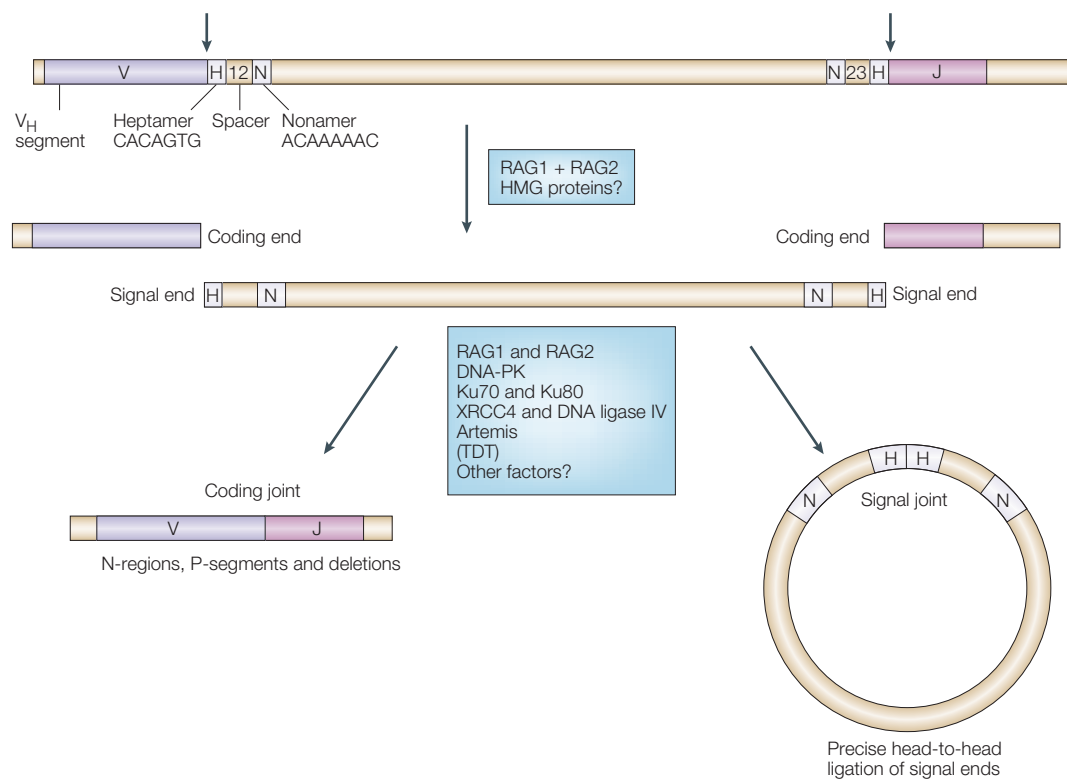 V H 12 N N 23 H J
V_H segment
Heptamer
CACAGTG
Spacer
Nonamer
ACAAAAAC
RAG1 + RAG2
HMG proteins?
Coding end
Coding end
Signal end
H N N H
Signal end
RAG1 and RAG2
DNA-PK
Ku70 and Ku80
XRCC4 and DNA ligase IV
Artemis
(TDT)
Other factors?
Coding joint
V J
N-regions, P-segments and deletions
H H
N N
Signal joint
Precise head-to-head
ligation of signal ends